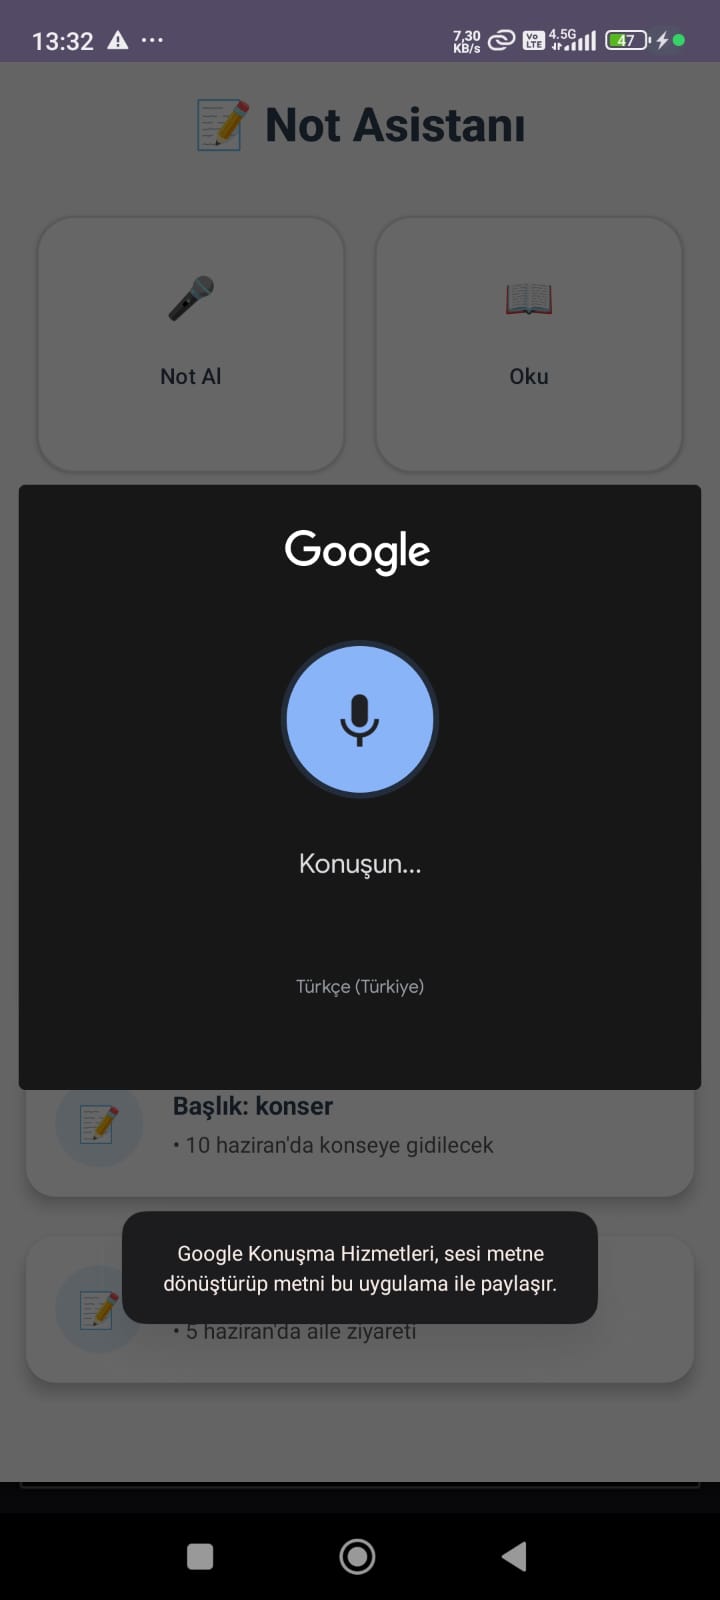 13:32
7,30
KB/s
Vo
LTE
4.5G
47
Not Asistanı
Not Al
Oku
Google
Konuşun...
Türkçe (Türkiye)
Başlık: konser
• 10 haziran'da konseye gidilecek
Google Konuşma Hizmetleri, sesi metne
dönüştürüp metni bu uygulama ile paylaşır.
• 5 haziran'da aile ziyareti